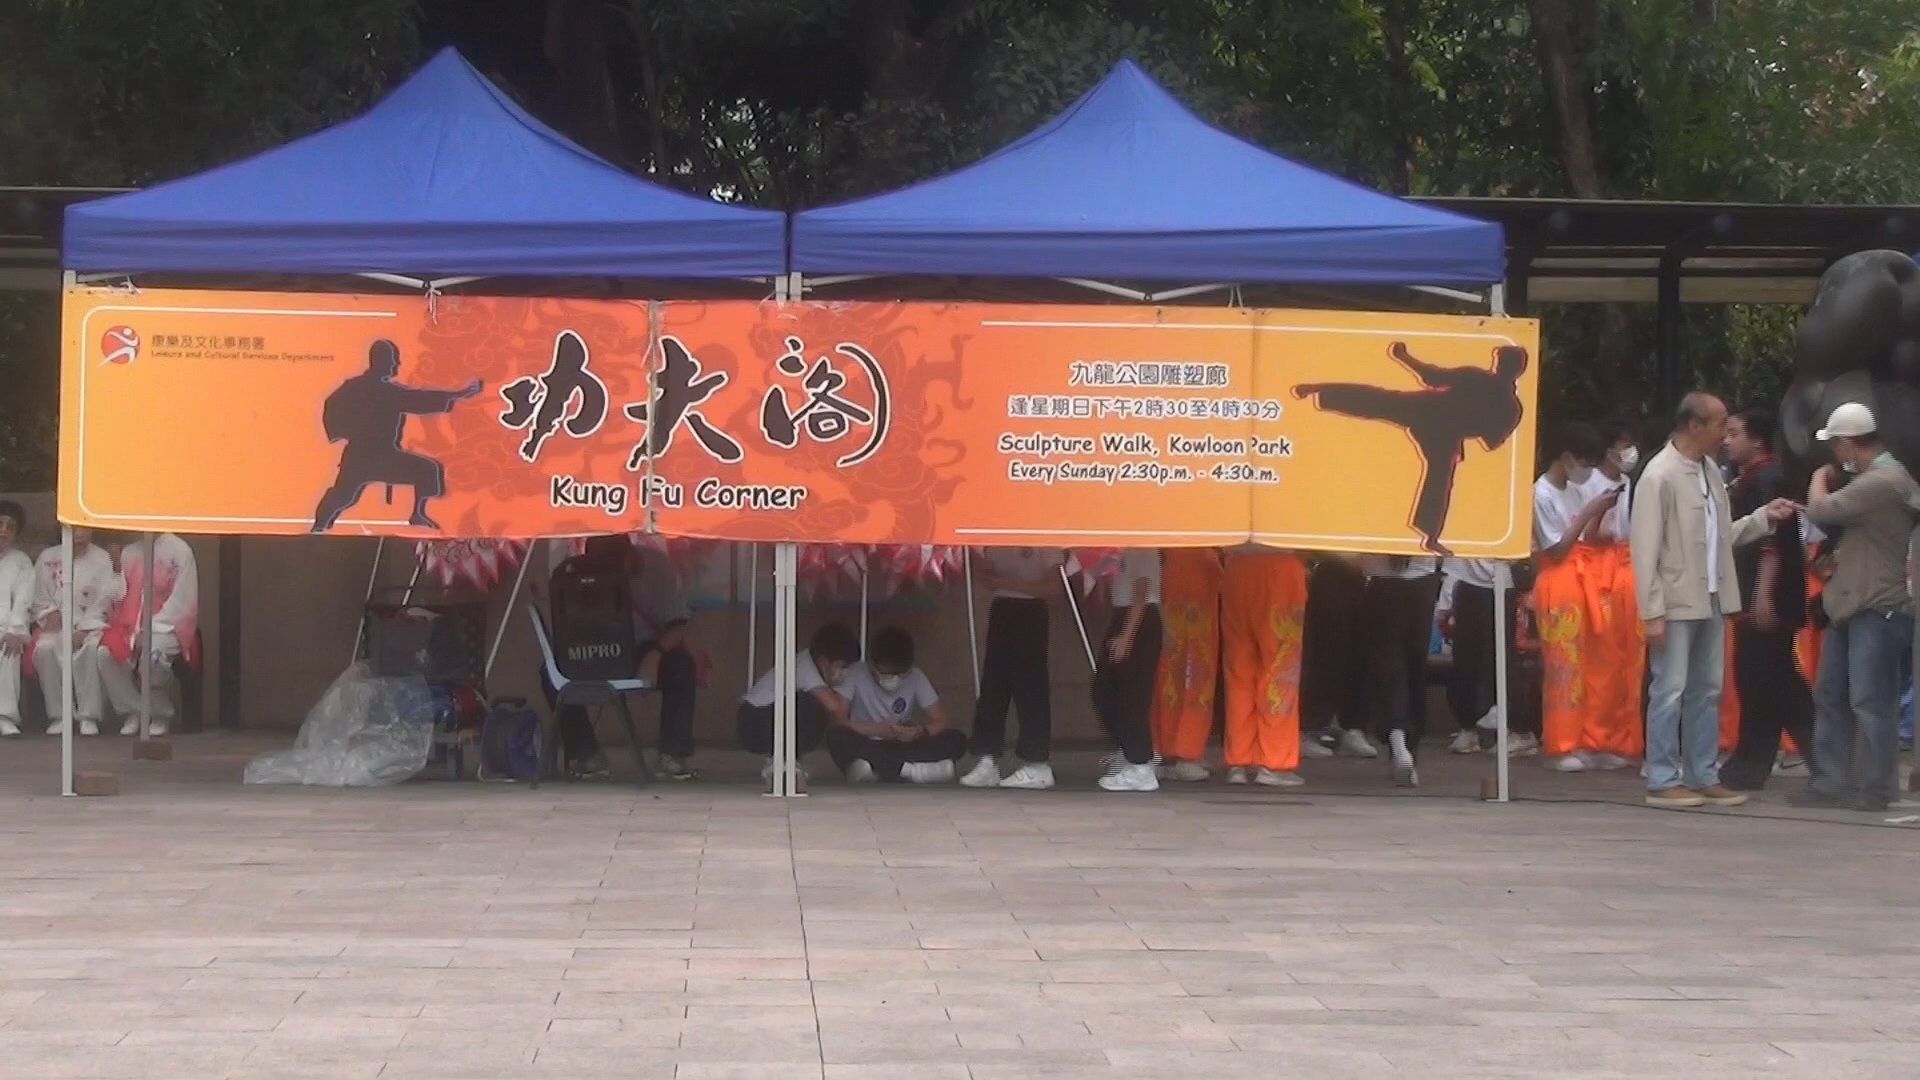 康樂及文化事務署
Leisure and Cultural Services Department
功夫閣
Kung Fu Corner
九龍公園雕塑廊
逢星期日下午2時30至4時30分
Sculpture Walk, Kowloon Park
Every Sunday 2:30p.m. - 4:30p.m.
MIPRO